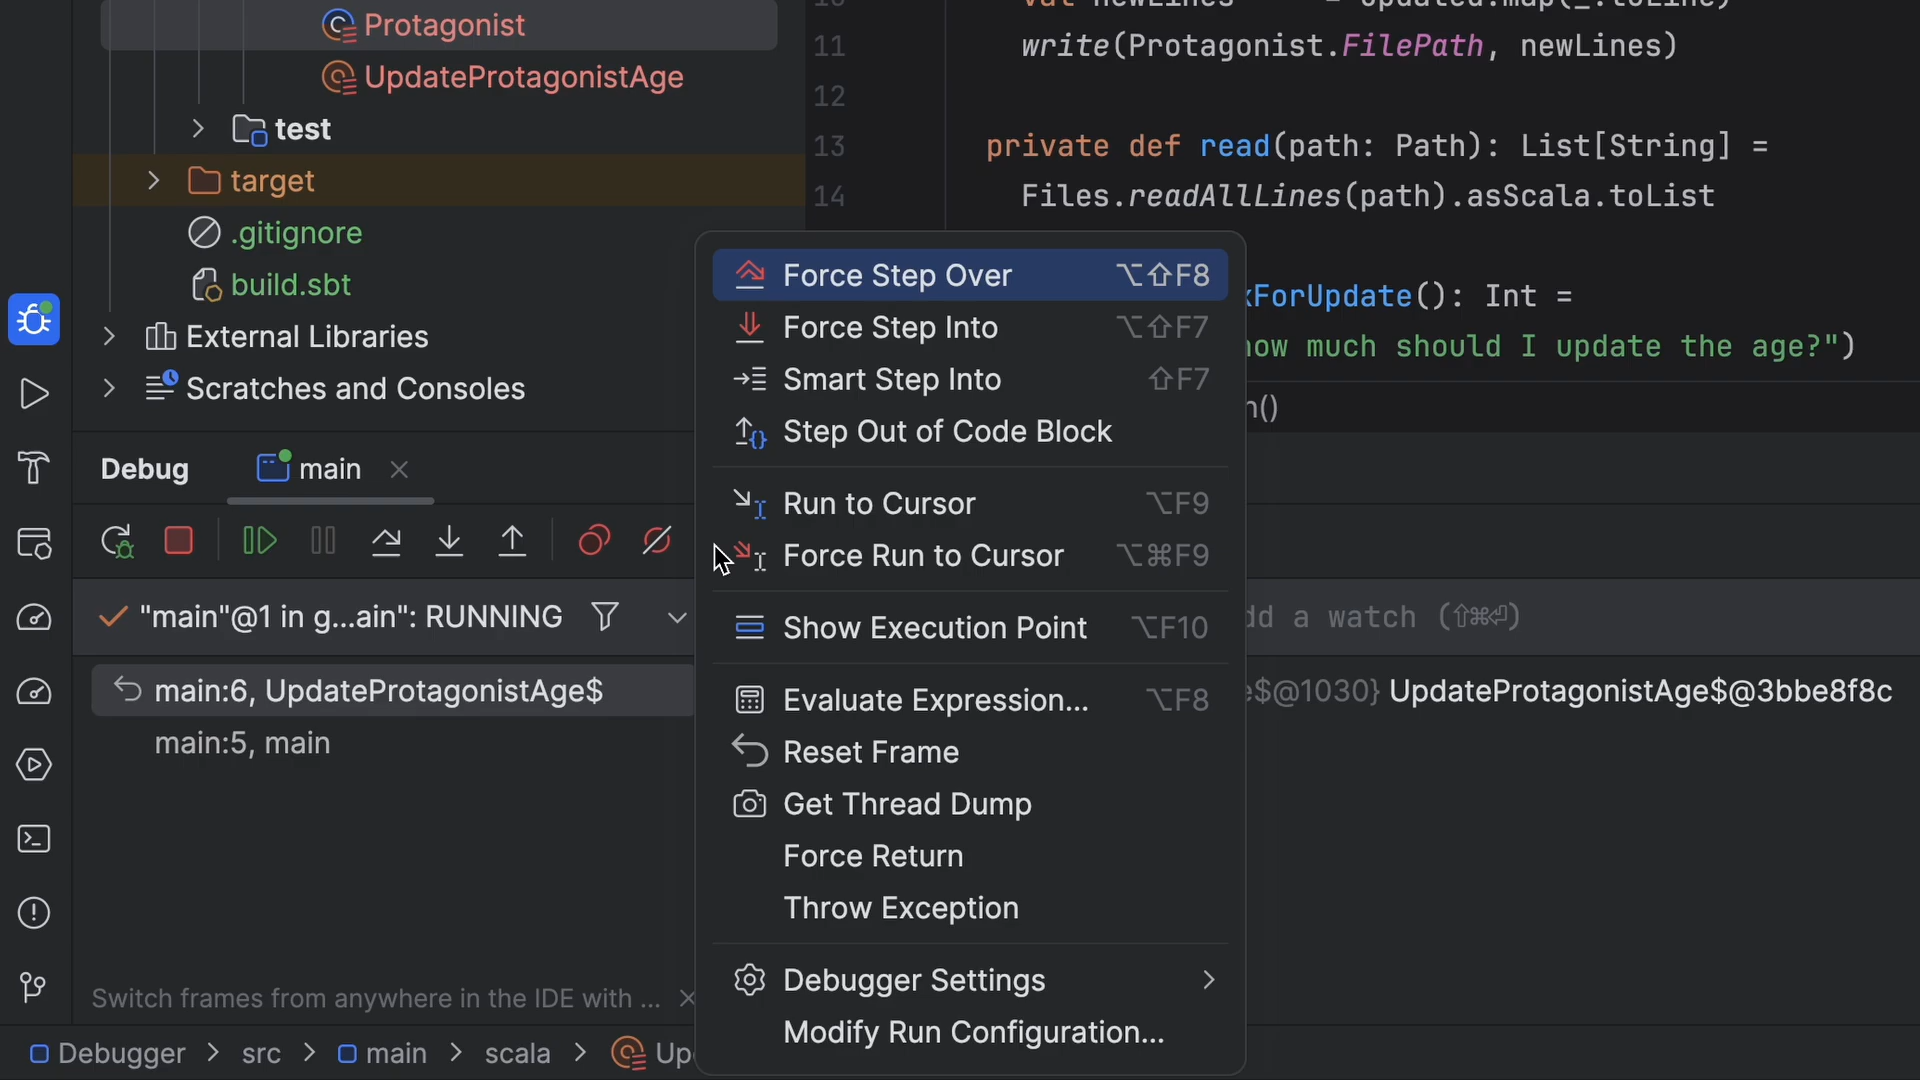 Protagonist
UpdateProtagonistAge
test
target
.gitignore
build.sbt
External Libraries
Scratches and Consoles
= updated.map(_.toLine)
11 write(Protagonist.FilePath, newLines)
12
13 private def read(path: Path): List[String] =
14 Files.readAllLines(path).asScala.toList
ForUpdate(): Int =
how much should I update the age?")
n()
Debug
main
"main"@1 in g...ain": RUNNING
main:6, UpdateProtagonistAge$
main:5, main
Switch frames from anywhere in the IDE with ...
Force Step Over ⌥⇧F8
Force Step Into ⌥⇧F7
Smart Step Into ⇧F7
Step Out of Code Block
Run to Cursor ⌥F9
Force Run to Cursor ⌥⌘F9
Show Execution Point ⌥F10
Evaluate Expression... ⌥F8
Reset Frame
Get Thread Dump
Force Return
Throw Exception
Debugger Settings
Modify Run Configuration...
dd a watch (⇧⌘⏎)
e$@1030} UpdateProtagonistAge$@3bbe8f8c
Debugger > src > main > scala > Up